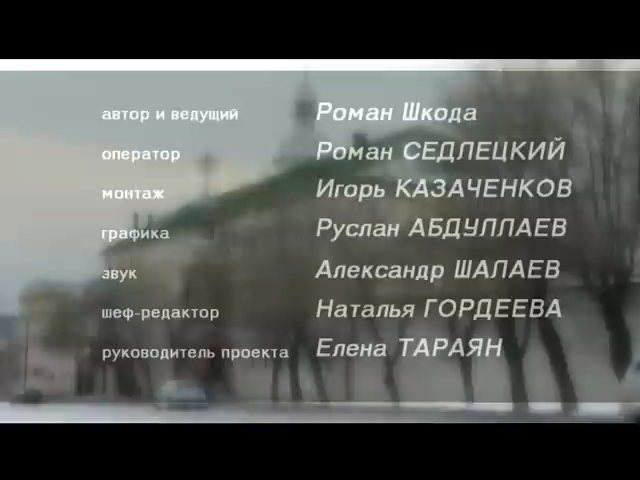 автор и ведущий Роман Шкода
оператор Роман СЕДЛЕЦКИЙ
монтаж Игорь КАЗАЧЕНКОВ
графика Руслан АБДУЛЛАЕВ
звук Александр ШАЛАЕВ
шеф-редактор Наталья ГОРДЕЕВА
руководитель проекта Елена ТАРАЯН